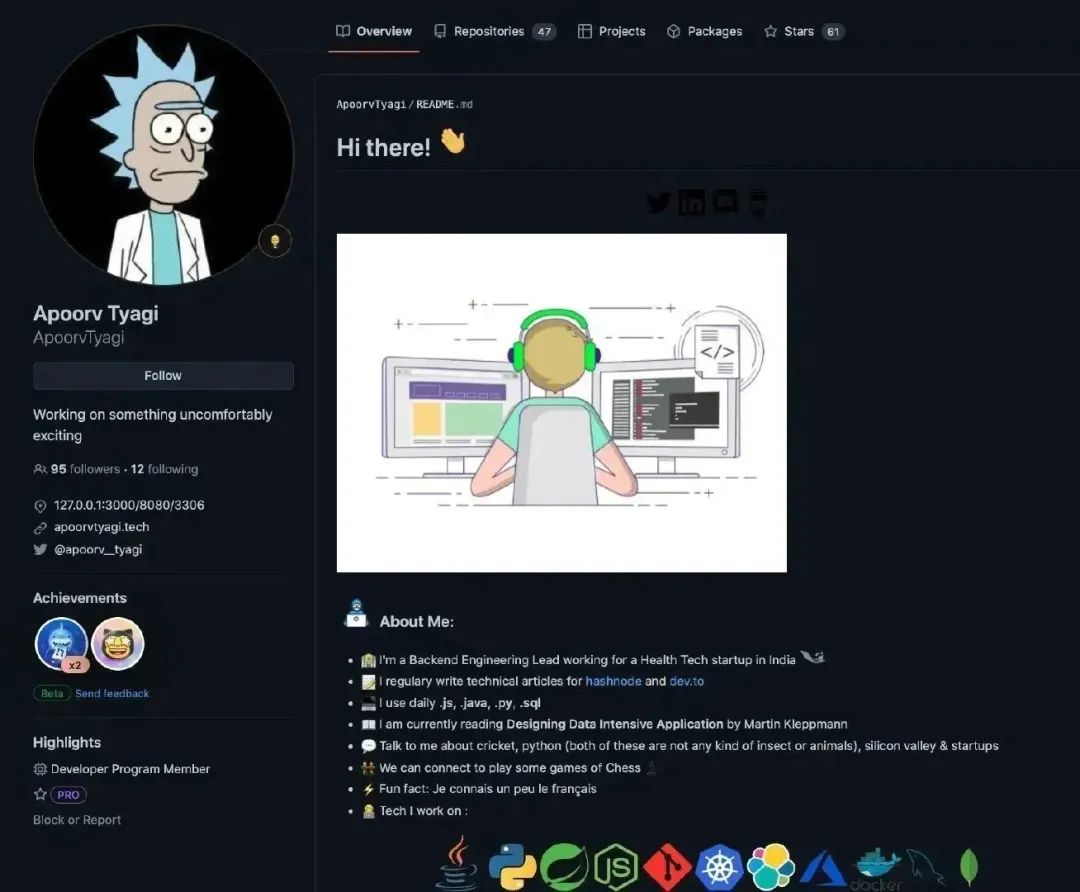 Overview Repositories 47 Projects Packages Stars 61
ApoorvTyagi/README.md
Hi there! 👋
in
</>
Apoorv Tyagi
ApoorvTyagi
Follow
Working on something uncomfortably
exciting
95 followers · 12 following
127.0.0.1:3000/8080/3306
apoorvtyagi.tech
@apoorv__tyagi
Achievements
x2
Beta Send feedback
Highlights
Developer Program Member
PRO
Block or Report
About Me:
I'm a Backend Engineering Lead working for a Health Tech startup in India
I regulary write technical articles for hashnode and dev.to
I use daily .js, .java, .py, .sql
I am currently reading Designing Data Intensive Application by Martin Kleppmann
Talk to me about cricket, python (both of these are not any kind of insect or animals), silicon valley & startups
We can connect to play some games of Chess
Fun fact: Je connais un peu le français
Tech I work on :
JS
docker